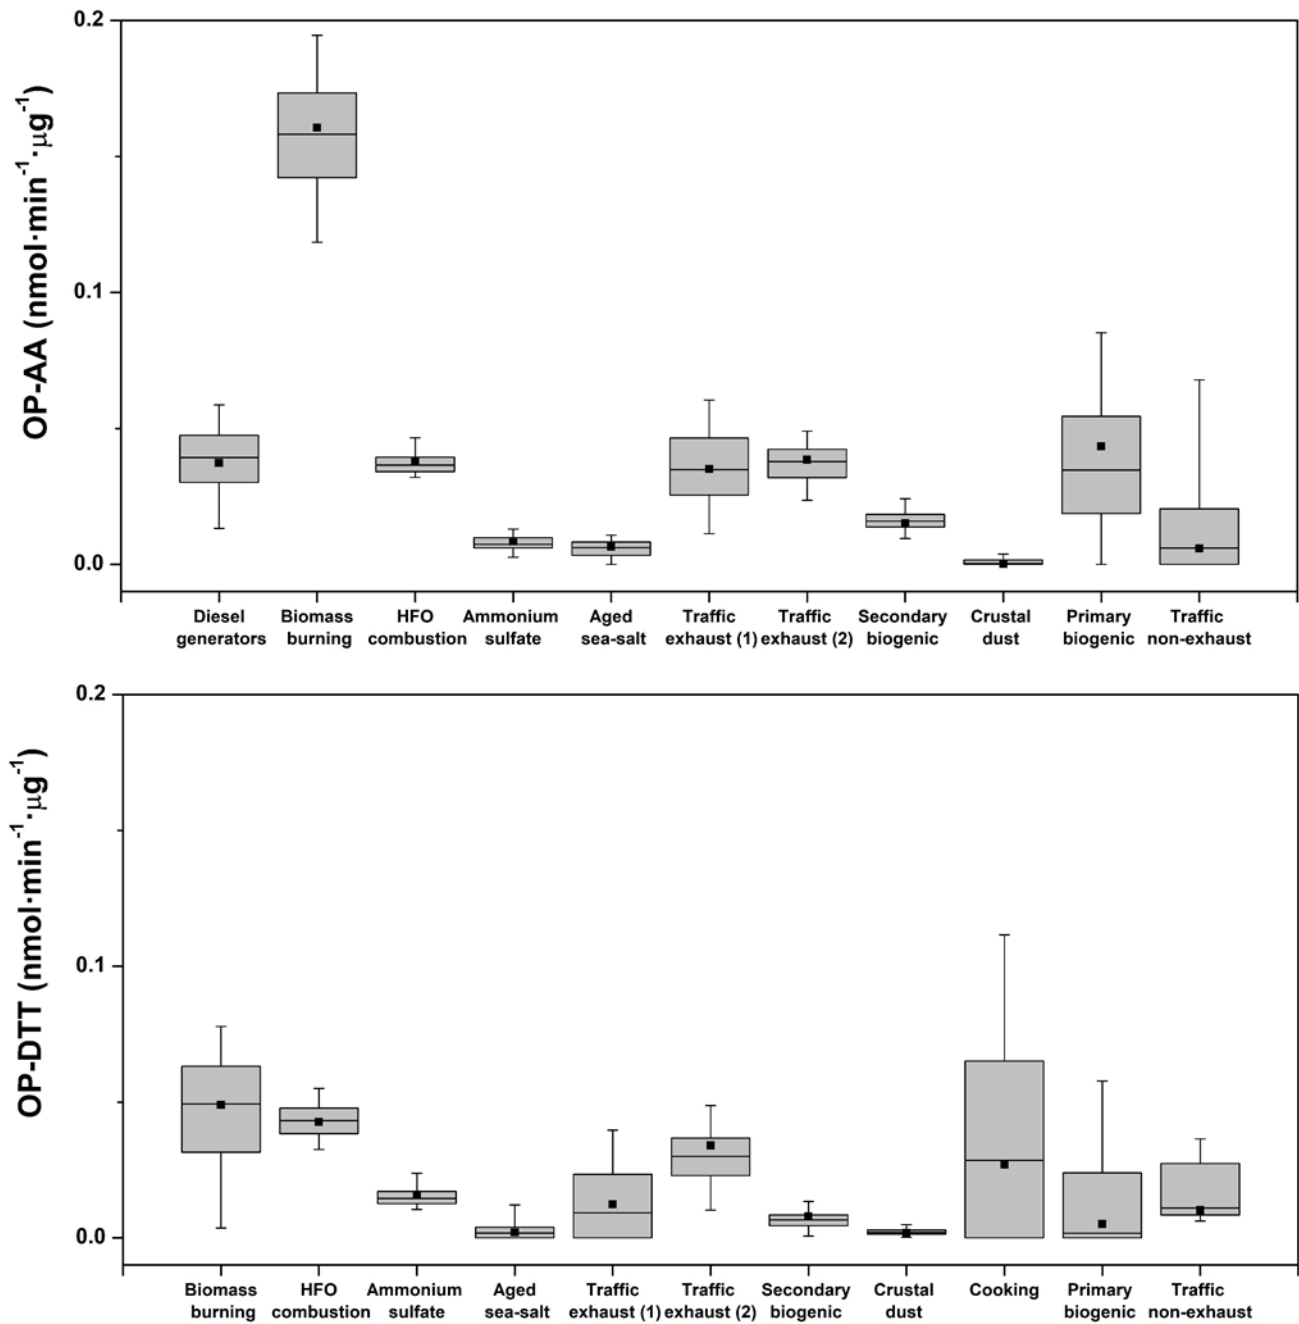 OP-AA (nmol·min⁻¹·μg⁻¹)
0.2
0.1
0.0
Diesel generators
Biomass burning
HFO combustion
Ammonium sulfate
Aged sea-salt
Traffic exhaust (1)
Traffic exhaust (2)
Secondary biogenic
Crustal dust
Primary biogenic
Traffic non-exhaust
OP-DTT (nmol·min⁻¹·μg⁻¹)
0.2
0.1
0.0
Biomass burning
HFO combustion
Ammonium sulfate
Aged sea-salt
Traffic exhaust (1)
Traffic exhaust (2)
Secondary biogenic
Crustal dust
Cooking
Primary biogenic
Traffic non-exhaust